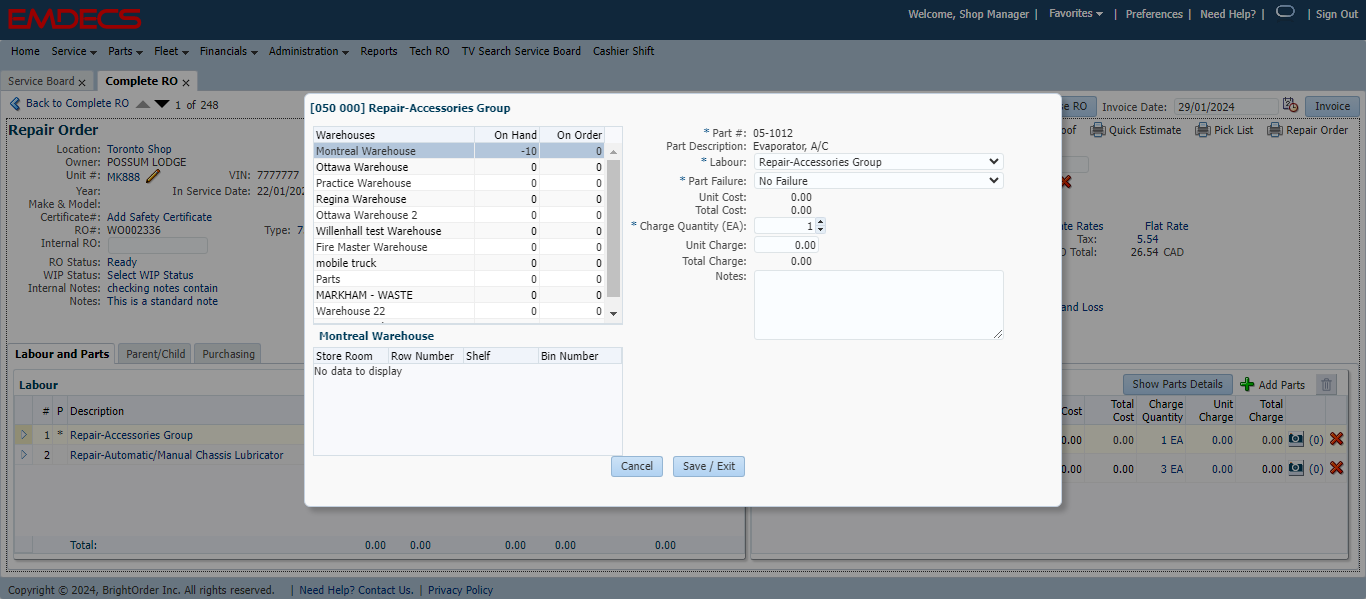 EMDECS
Welcome, Shop Manager | Favorites | Preferences | Need Help? | | Sign Out
Home Service Parts Fleet Financials Administration Reports Tech RO TV Search Service Board Cashier Shift
Service Board x Complete RO x
Back to Complete RO 1 of 248
RO Invoice Date: 29/01/2024 Invoice
Repair Order
Quick Estimate Pick List Repair Order
Location: Toronto Shop
Owner: POSSUM LODGE
Unit #: MK888 VIN: 7777777
Year: In Service Date: 22/01/202
Make & Model:
Certificate#: Add Safety Certificate
RO#: WO002336 Type: 7
Internal RO:
RO Status: Ready
WIP Status: Select WIP Status
Internal Notes: checking notes contain
Notes: This is a standard note
Rates Flat Rate
Tax: 5.54
Total: 26.54 CAD
and Loss
[050 000] Repair-Accessories Group
Warehouses On Hand On Order
Montreal Warehouse -10 0
Ottawa Warehouse 0 0
Practice Warehouse 0 0
Regina Warehouse 0 0
Ottawa Warehouse 2 0 0
Willenhall test Warehouse 0 0
Fire Master Warehouse 0 0
mobile truck 0 0
Parts 0 0
MARKHAM - WASTE 0 0
Warehouse 22 0 0
Montreal Warehouse
Store Room Row Number Shelf Bin Number
No data to display
* Part #: 05-1012
Part Description: Evaporator, A/C
* Labour: Repair-Accessories Group
* Part Failure: No Failure
Unit Cost: 0.00
Total Cost: 0.00
* Charge Quantity (EA): 1
Unit Charge: 0.00
Total Charge: 0.00
Notes:
Cancel Save / Exit
Labour and Parts Parent/Child Purchasing
Labour
# P Description
1 * Repair-Accessories Group
2 Repair-Automatic/Manual Chassis Lubricator
Total: 0.00 0.00 0.00 0.00 0.00
Show Parts Details Add Parts
Cost Total Cost Charge Quantity Unit Charge Total Charge
0.00 0.00 1 EA 0.00 0.00 (0)
0.00 0.00 3 EA 0.00 0.00 (0)
Copyright © 2024, BrightOrder Inc. All rights reserved. | Need Help? Contact Us. | Privacy Policy